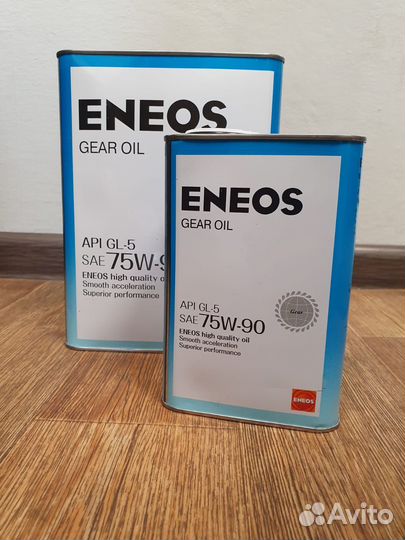 ENEOS
GEAR OIL
API GL-5
SAE 75W-9
ENEOS high quality oi
Smooth acceleration
Superior performance
ENEOS
GEAR OIL
API GL-5
SAE 75W-90
ENEOS high quality oil
Smooth acceleration
Superior performance
Gear
ENEOS
Avito